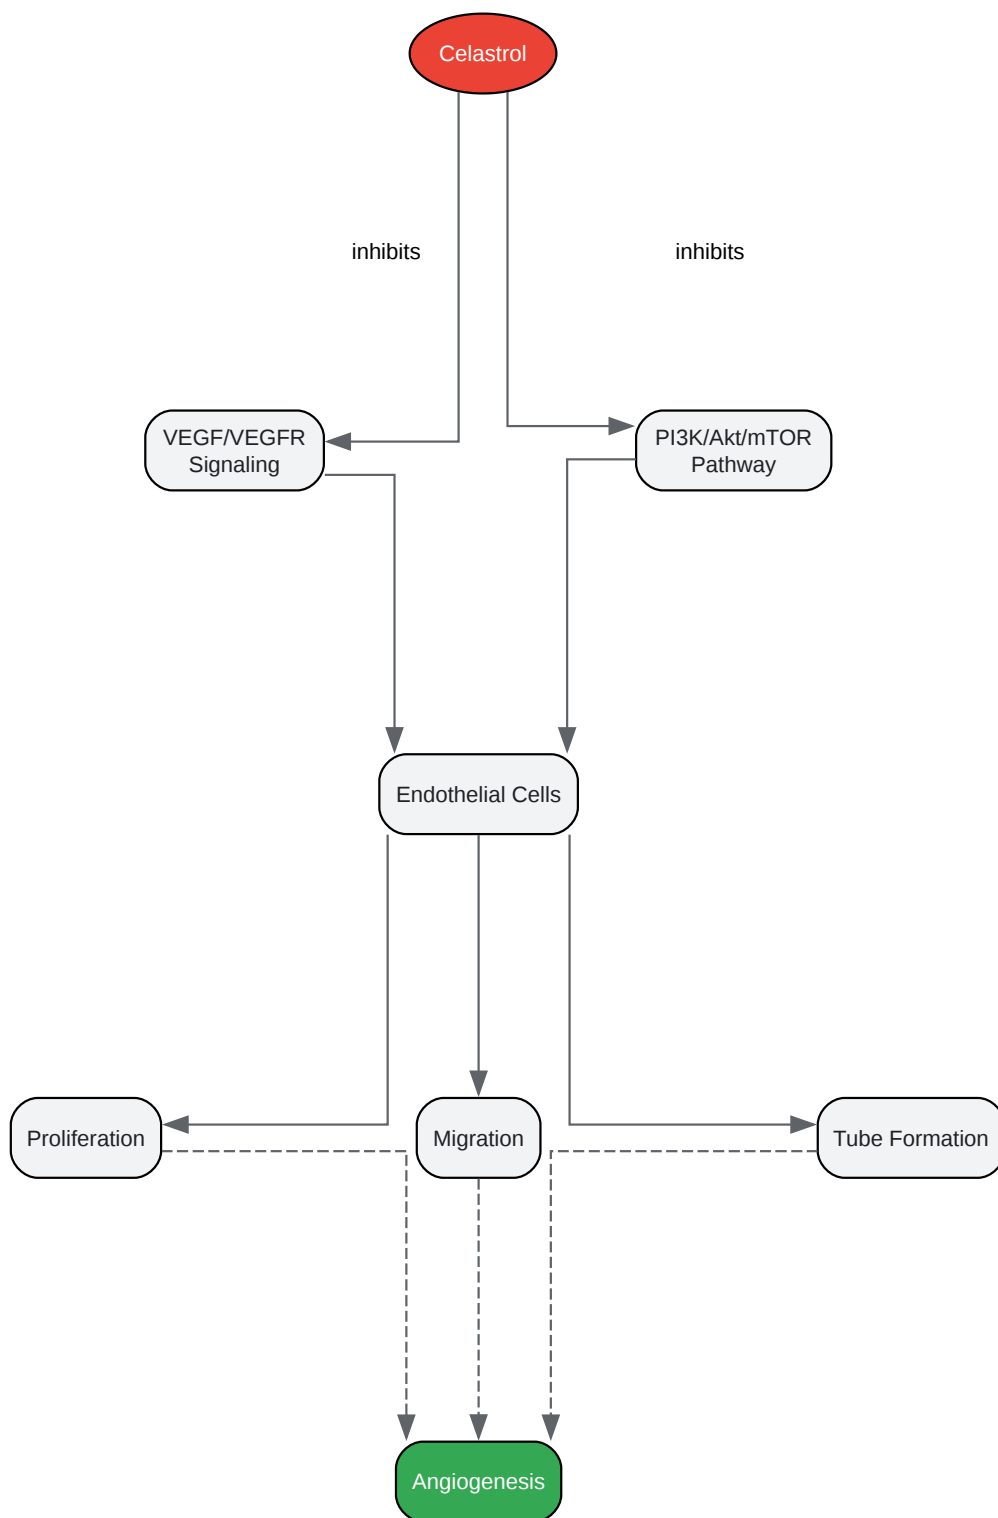 Celastrol
inhibits
inhibits
VEGF/VEGFR
Signaling
PI3K/Akt/mTOR
Pathway
Endothelial Cells
Proliferation
Migration
Tube Formation
Angiogenesis